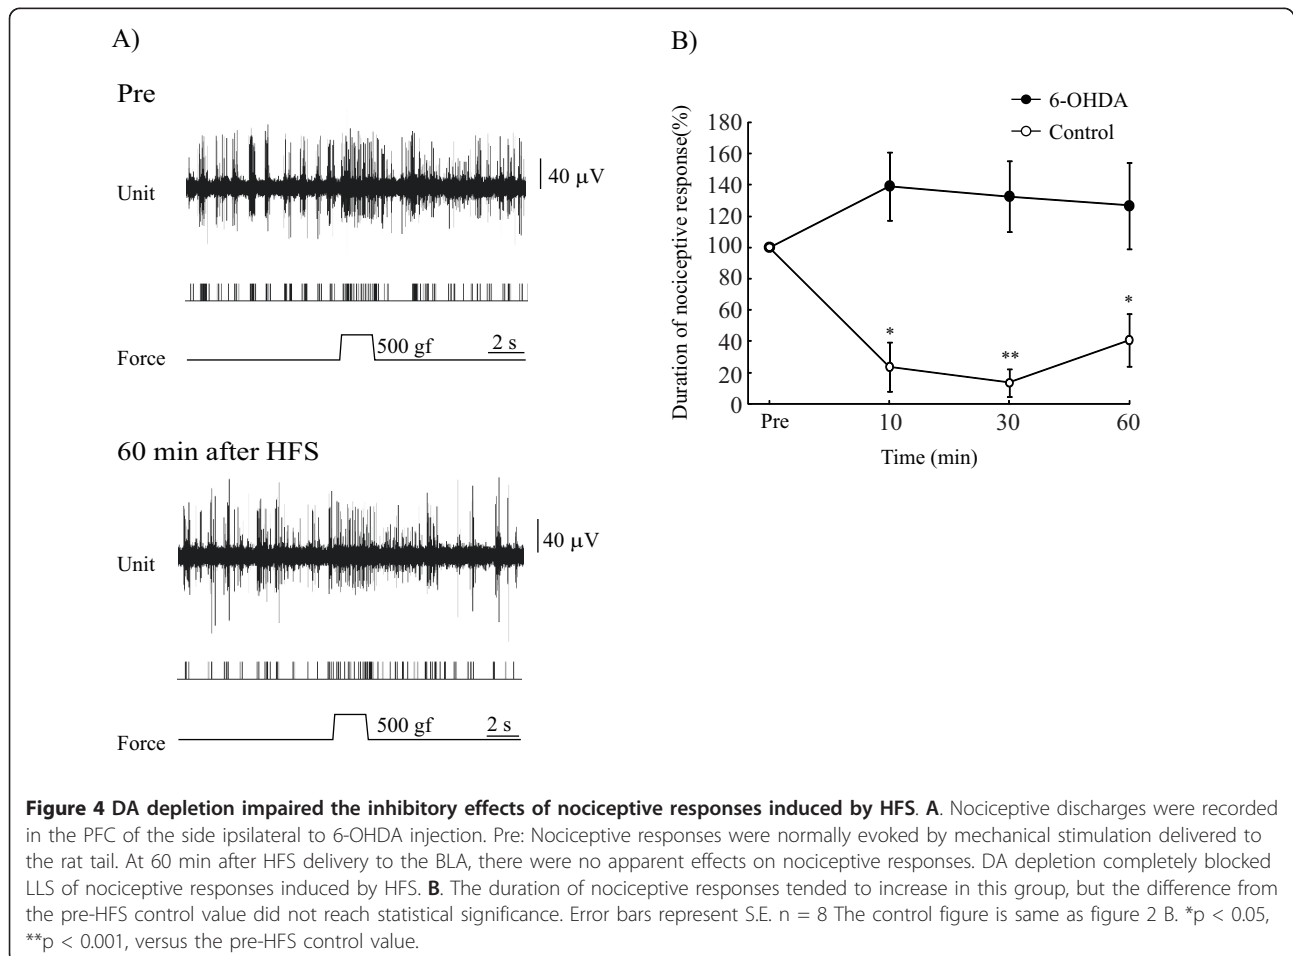 A)
Pre
Unit
40 μV
Force
500 gf
2 s
60 min after HFS
Unit
40 μV
Force
500 gf
2 s
B)
6-OHDA
Control
Duration of nociceptive response(%)
180
160
140
120
100
80
60
40
20
0
*
**
*
Pre
10
30
60
Time (min)
Figure 4 DA depletion impaired the inhibitory effects of nociceptive responses induced by HFS. A. Nociceptive discharges were recorded
in the PFC of the side ipsilateral to 6-OHDA injection. Pre: Nociceptive responses were normally evoked by mechanical stimulation delivered to
the rat tail. At 60 min after HFS delivery to the BLA, there were no apparent effects on nociceptive responses. DA depletion completely blocked
LLS of nociceptive responses induced by HFS. B. The duration of nociceptive responses tended to increase in this group, but the difference from
the pre-HFS control value did not reach statistical significance. Error bars represent S.E. n = 8 The control figure is same as figure 2 B. *p < 0.05,
**p < 0.001, versus the pre-HFS control value.